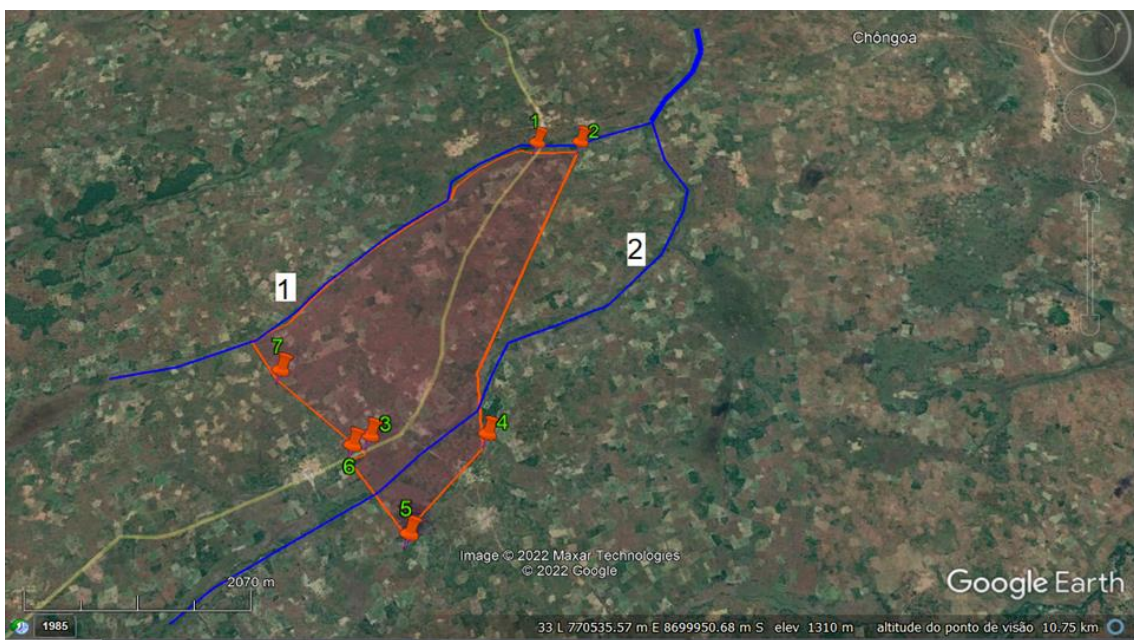 Chôngoa
1
2
2
1
7
3
4
6
5
Image © 2022 Maxar Technologies
© 2022 Google
2070 m
Google Earth
1985
33 L 770535.57 m E 8699950.68 m S elev 1310 m altitude do ponto de visão 10.75 km